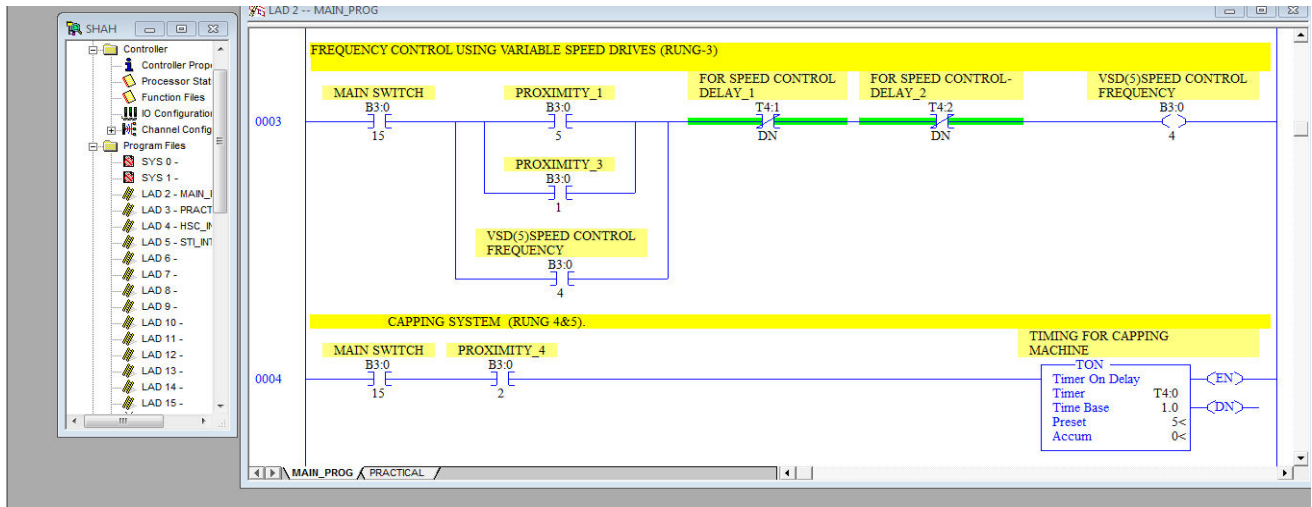 SHAH
Controller
Controller Prope
Processor Stat
Function Files
IO Configuration
Channel Config
Program Files
SYS 0 -
SYS 1 -
LAD 2 - MAIN_F
LAD 3 - PRACT
LAD 4 - HSC_IN
LAD 5 - STI_INT
LAD 6 -
LAD 7 -
LAD 8 -
LAD 9 -
LAD 10 -
LAD 11 -
LAD 12 -
LAD 13 -
LAD 14 -
LAD 15 -
LAD 2 -- MAIN_PROG
FREQUENCY CONTROL USING VARIABLE SPEED DRIVES (RUNG-3)
0003
MAIN SWITCH
B3:0
15
PROXIMITY_1
B3:0
5
FOR SPEED CONTROL
DELAY_1
T4:1
DN
FOR SPEED CONTROL-
DELAY_2
T4:2
DN
VSD(5)SPEED CONTROL
FREQUENCY
B3:0
4
PROXIMITY_3
B3:0
1
VSD(5)SPEED CONTROL
FREQUENCY
B3:0
4
CAPPING SYSTEM (RUNG 4&5).
0004
MAIN SWITCH
B3:0
15
PROXIMITY_4
B3:0
2
TIMING FOR CAPPING
MACHINE
TON
Timer On Delay
Timer T4:0
Time Base 1.0
Preset 5<
Accum 0<
EN
DN
MAIN_PROG
PRACTICAL